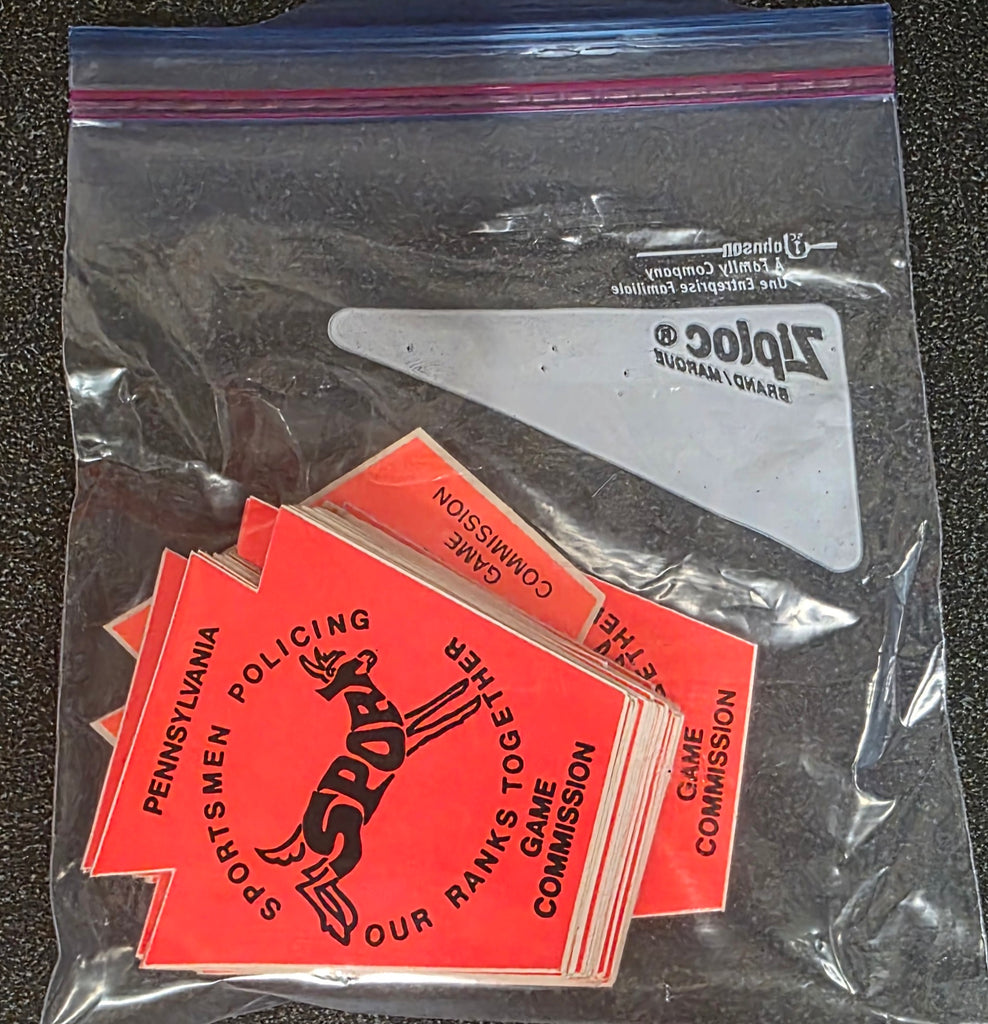 SC Johnson
A Family Company
Une Entreprise Familiale
Ziploc®
BRAND/MARQUE
GAME
COMMISSION
PENNSYLVANIA
SPORTSMEN POLICING
OUR RANKS TOGETHER
SPORT
GAME
COMMISSION
GAME
COMMISSION